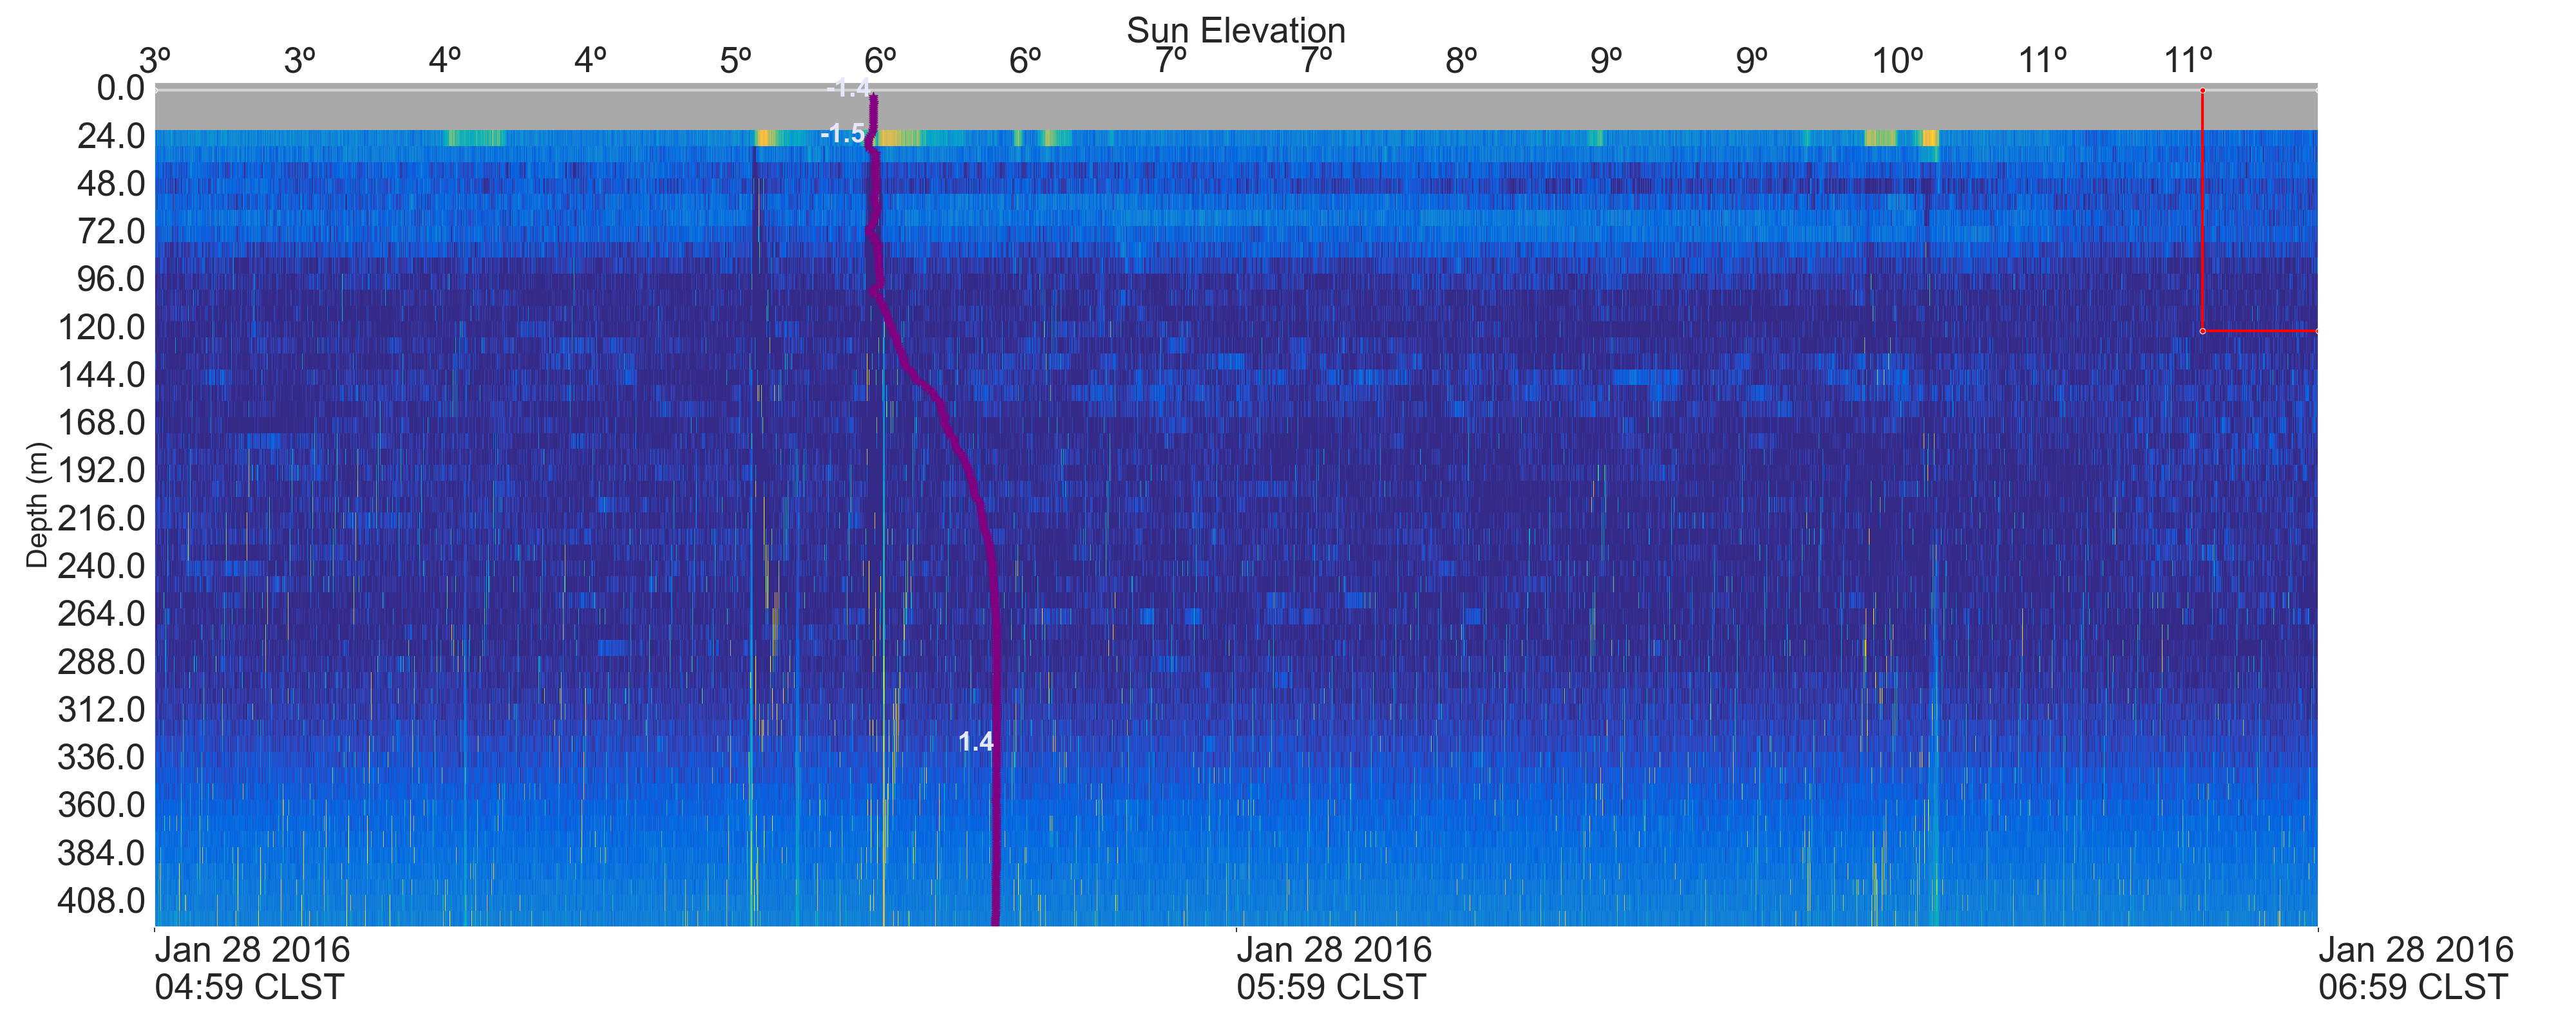 Sun Elevation
3º 3º 4º 4º 5º 6º 6º 7º 7º 8º 9º 9º 10º 11º 11º
0.0
24.0
48.0
72.0
96.0
120.0
144.0
168.0
192.0
216.0
240.0
264.0
288.0
312.0
336.0
360.0
384.0
408.0
Depth (m)
-1.4
-1.5
1.4
Jan 28 2016
04:59 CLST
Jan 28 2016
05:59 CLST
Jan 28 2016
06:59 CLST